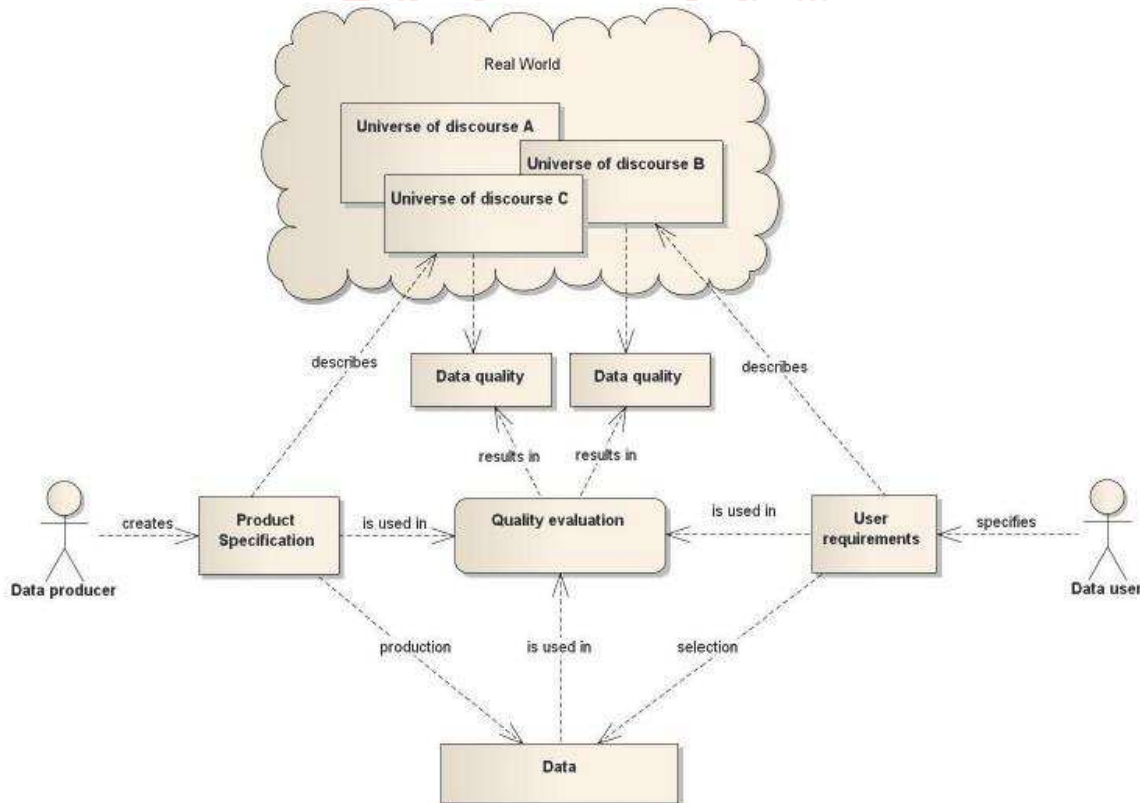 Real World
Universe of discourse A
Universe of discourse B
Universe of discourse C
describes
describes
Data quality
Data quality
results in
results in
creates
Product
Specification
is used in
Quality evaluation
is used in
User
requirements
specifies
Data producer
Data user
production
is used in
selection
Data